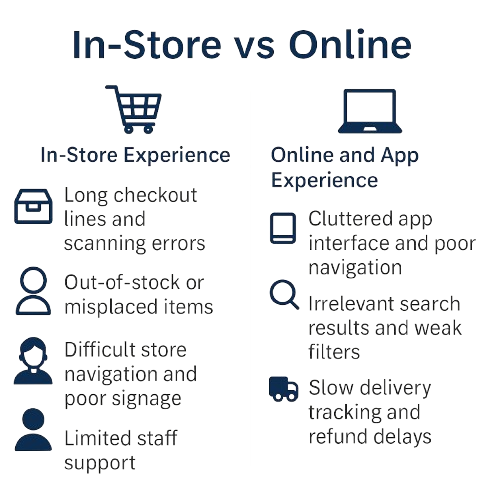 In-Store vs Online
In-Store Experience
Long checkout
lines and
scanning errors
Out-of-stock or
misplaced items
Difficult store
navigation and
poor signage
Limited staff
support
Online and App
Experience
Cluttered app
interface and poor
navigation
Irrelevant search
results and weak
filters
Slow delivery
tracking and
refund delays